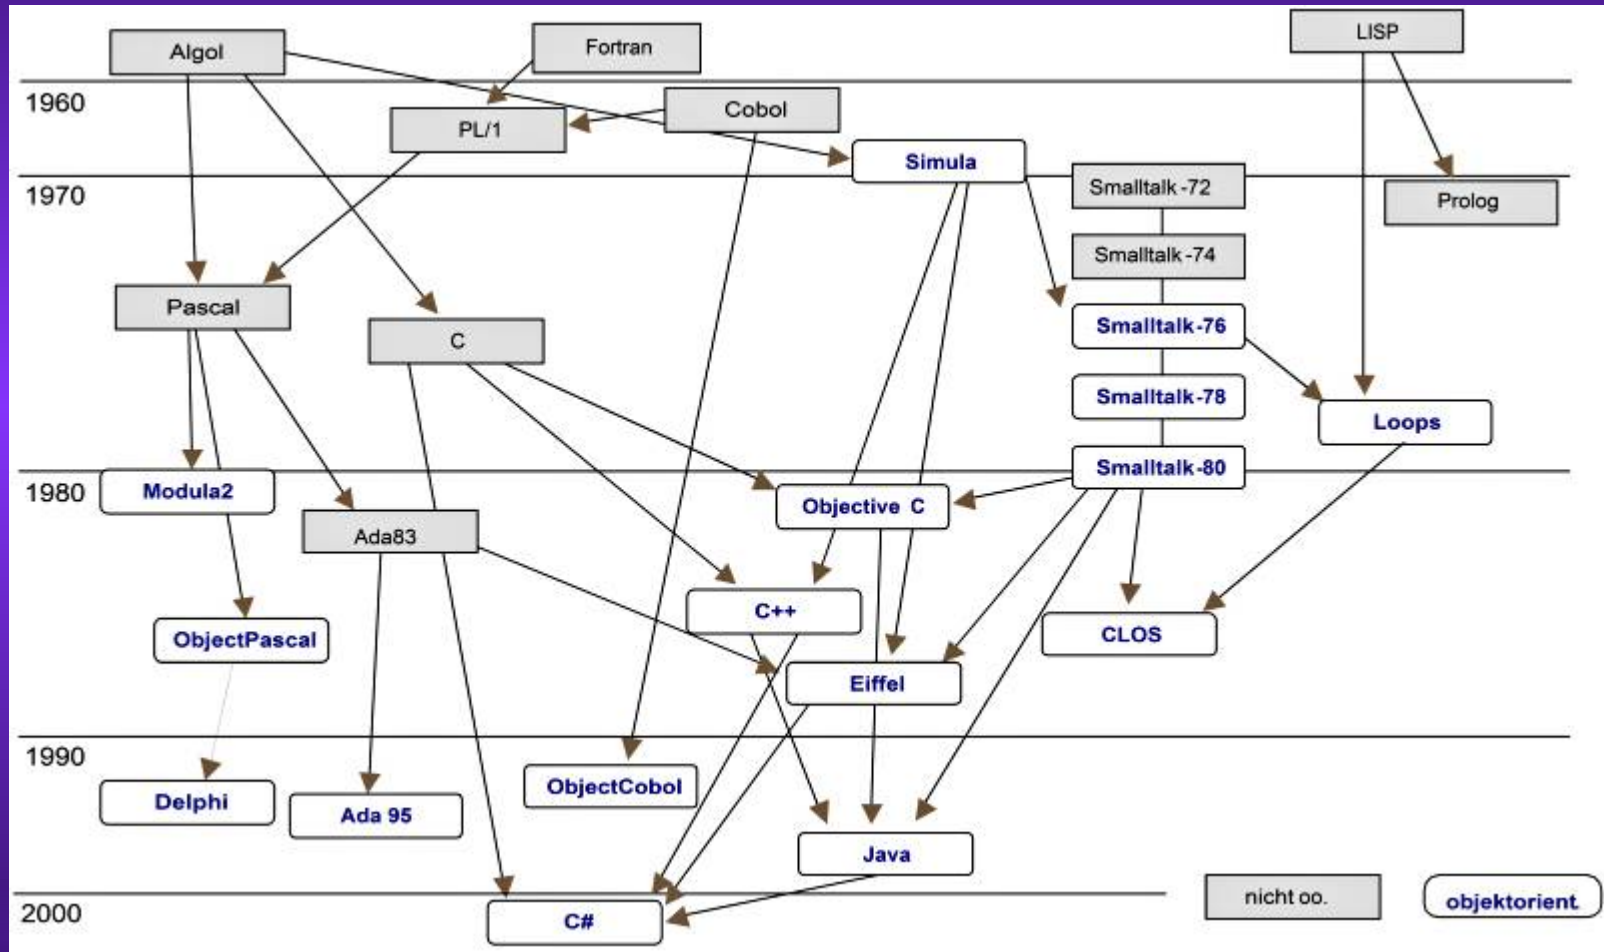 Algol
Fortran
LISP
1960
Cobol
PL/1
Simula
1970
Smalltalk-72
Prolog
Smalltalk-74
Pascal
C
Smalltalk-76
Smalltalk-78
Loops
Smalltalk-80
1980
Modula2
Objective C
Ada83
C++
ObjectPascal
CLOS
Eiffel
1990
ObjectCobol
Delphi
Ada 95
Java
nicht oo.
objektorient.
2000
C#